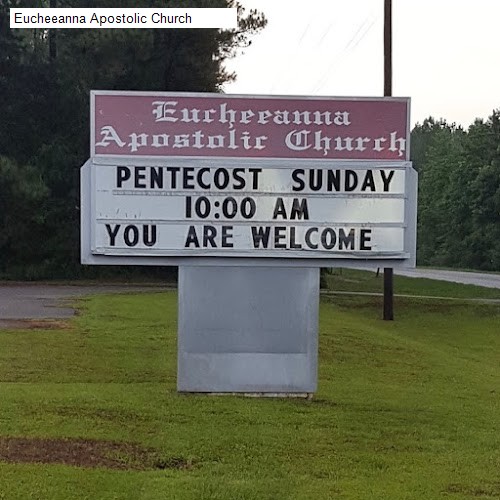 Eucheeanna Apostolic Church
Eucheeanna
Apostolic Church
PENTECOST SUNDAY
10:00 AM
YOU ARE WELCOME